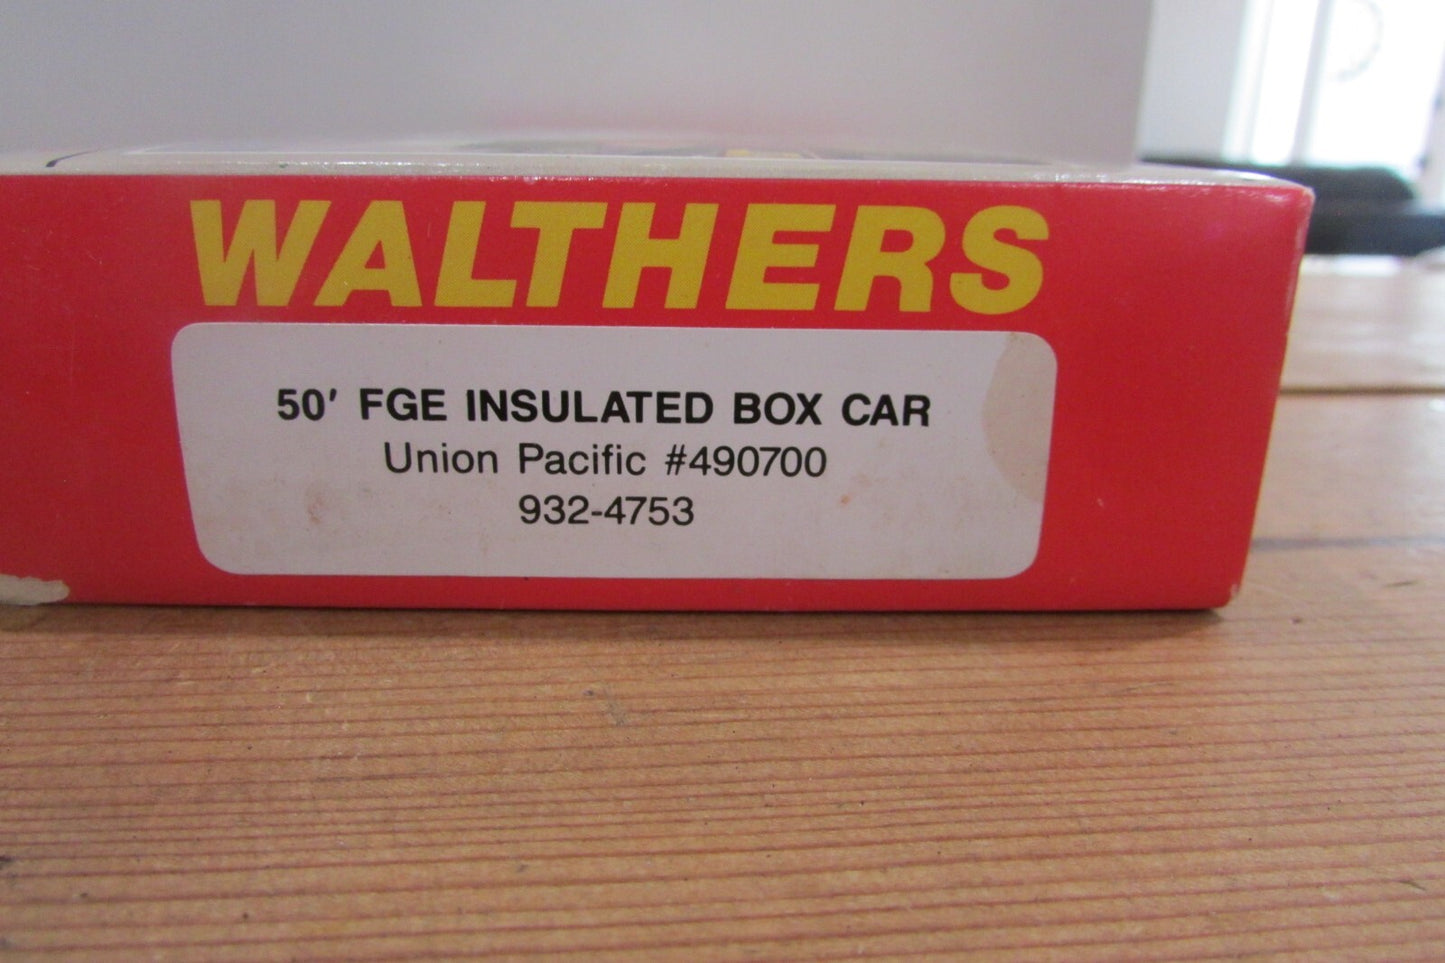 WALTHERS
50' FGE INSULATED BOX CAR
Union Pacific #490700
932-4753